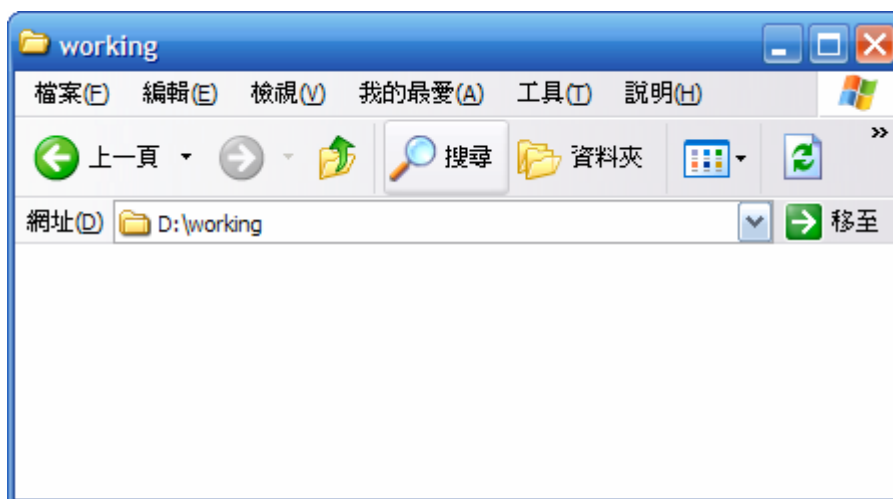 working
檔案(F) 編輯(E) 檢視(V) 我的最愛(A) 工具(T) 說明(H)
上一頁 搜尋 資料夾 »
網址(D) D:\working 移至